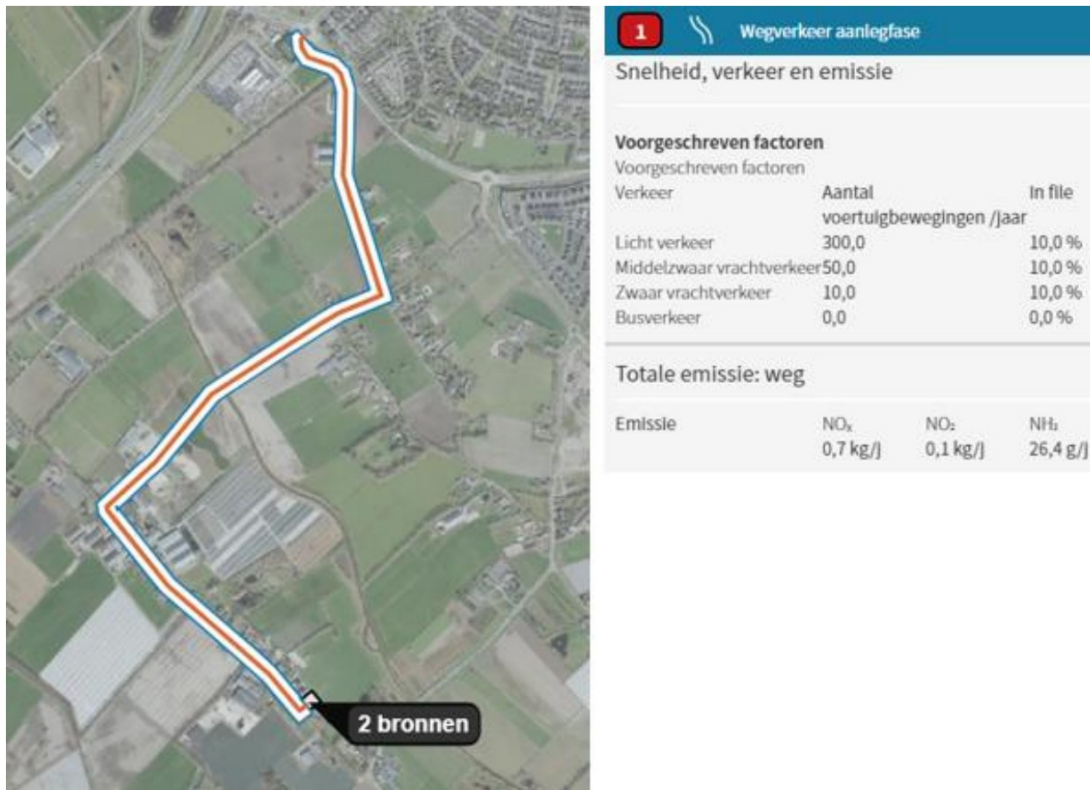 2 bronnen
1 Wegverkeer aanlegfase
Snelheid, verkeer en emissie
Voorgeschreven factoren
Voorgeschreven factoren
Verkeer Aantal In file
voertuigbewegingen /jaar
Licht verkeer 300,0 10,0 %
Middelzwaar vrachtverkeer 50,0 10,0 %
Zwaar vrachtverkeer 10,0 10,0 %
Busverkeer 0,0 0,0 %
Totale emissie: weg
Emissie NOₓ NO₂ NH₃
0,7 kg/j 0,1 kg/j 26,4 g/j